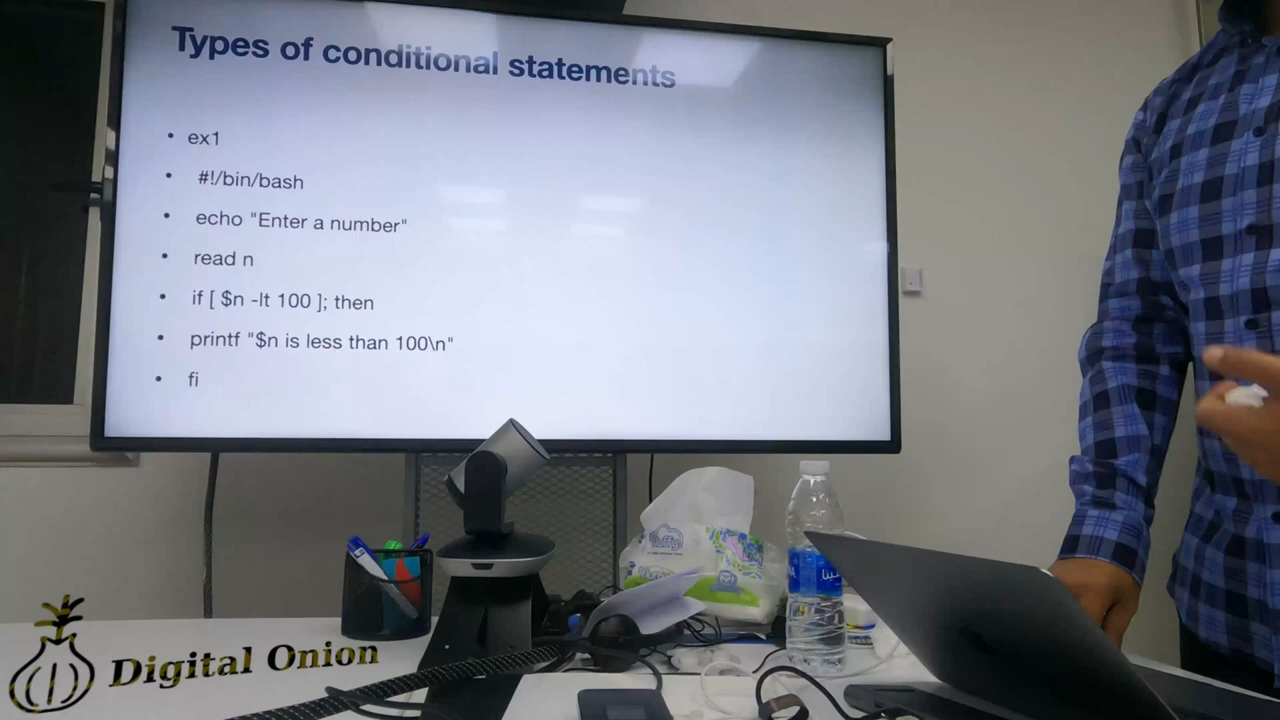 Types of conditional statements
• ex1
• #!/bin/bash
• echo "Enter a number"
• read n
• if [ $n -lt 100 ]; then
• printf "$n is less than 100\n"
• fi
fluffy
Digital Onion